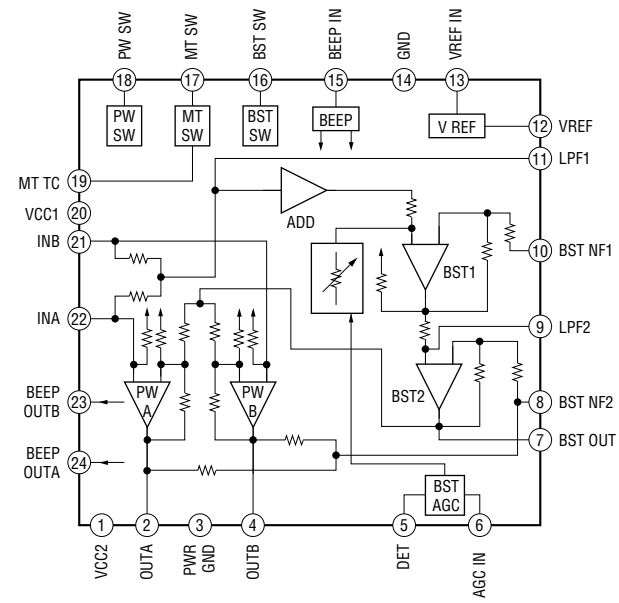 PW SW
MT SW
BST SW
BEEP IN
GND
VREF IN
18
17
16
15
14
13
PW
SW
MT
SW
BST
SW
BEEP
V REF
12
VREF
11
LPF1
MT TC
19
VCC1
20
INB
21
ADD
BST1
10
BST NF1
INA
22
9
LPF2
BEEP
OUTB
23
PW
A
PW
B
BST2
8
BST NF2
7
BST OUT
BEEP
OUTA
24
BST
AGC
1
2
3
4
5
6
VCC2
OUTA
PWR
GND
OUTB
DET
AGC IN